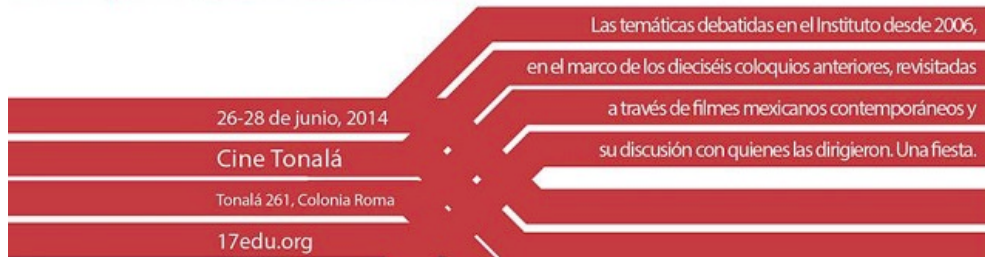 Las temáticas debatidas en el Instituto desde 2006,
en el marco de los dieciséis coloquios anteriores, revisitadas
a través de filmes mexicanos contemporáneos y
su discusión con quienes las dirigieron. Una fiesta.
26-28 de junio, 2014
Cine Tonalá
Tonalá 261, Colonia Roma
17edu.org